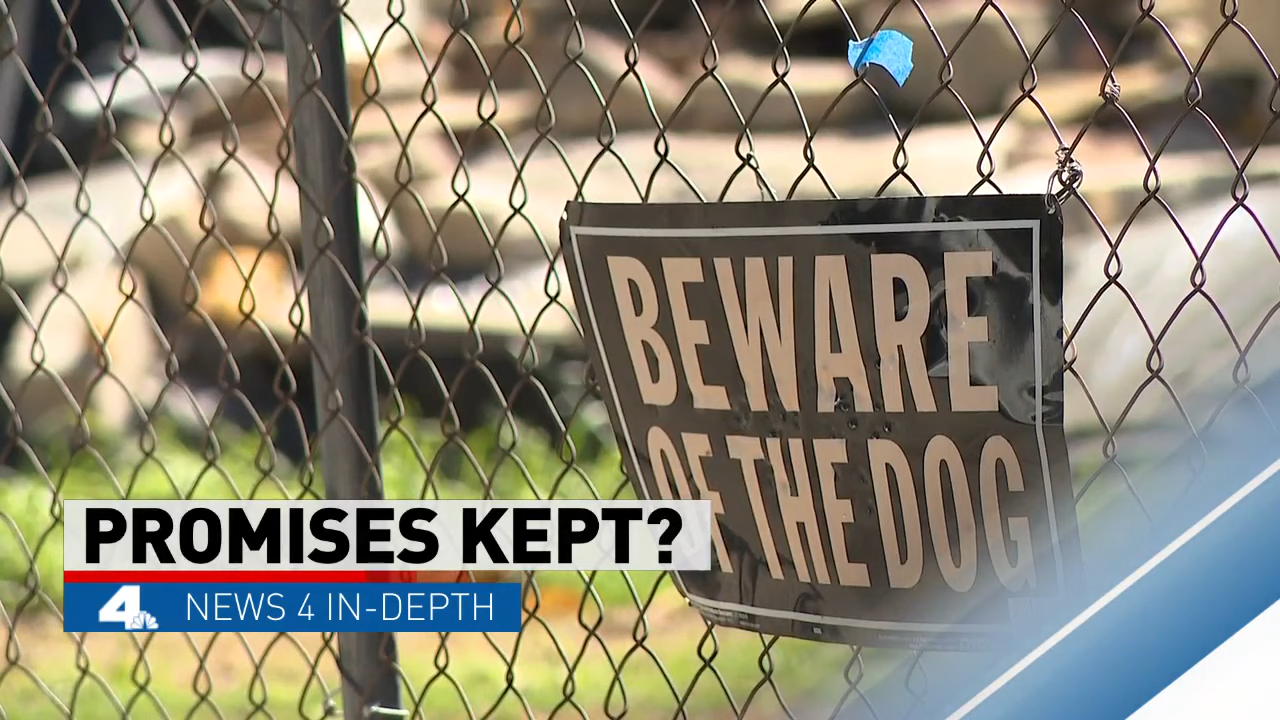 BEWARE
OF THE DOG
PROMISES KEPT?
4 NEWS 4 IN-DEPTH